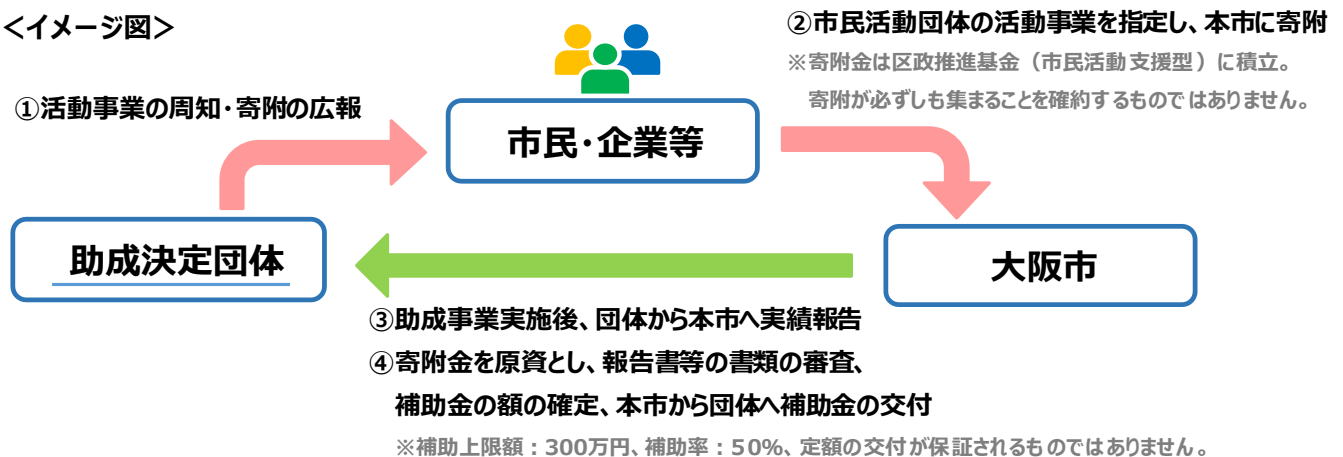 ＜イメージ図＞
①活動事業の周知・寄附の広報
市民・企業等
②市民活動団体の活動事業を指定し、本市に寄附
※寄附金は区政推進基金（市民活動支援型）に積立。
寄附が必ずしも集まることを確約するものではありません。
助成決定団体
大阪市
③助成事業実施後、団体から本市へ実績報告
④寄附金を原資とし、報告書等の書類の審査、
補助金の額の確定、本市から団体へ補助金の交付
※補助上限額：300万円、補助率：50%、定額の交付が保証されるものではありません。